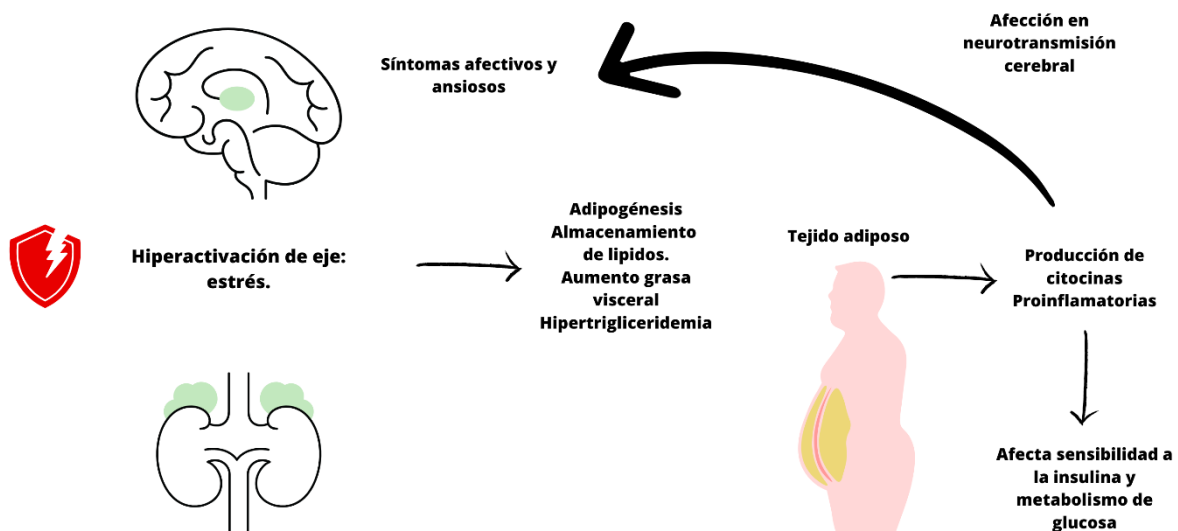 Síntomas afectivos y
ansiosos
Afección en
neurotransmisión
cerebral
Hiperactivación de eje:
estrés.
Adipogénesis
Almacenamiento
de lipidos.
Aumento grasa
visceral
Hipertrigliceridemia
Tejido adiposo
Producción de
citocinas
Proinflamatorias
Afecta sensibilidad a
la insulina y
metabolismo de
glucosa